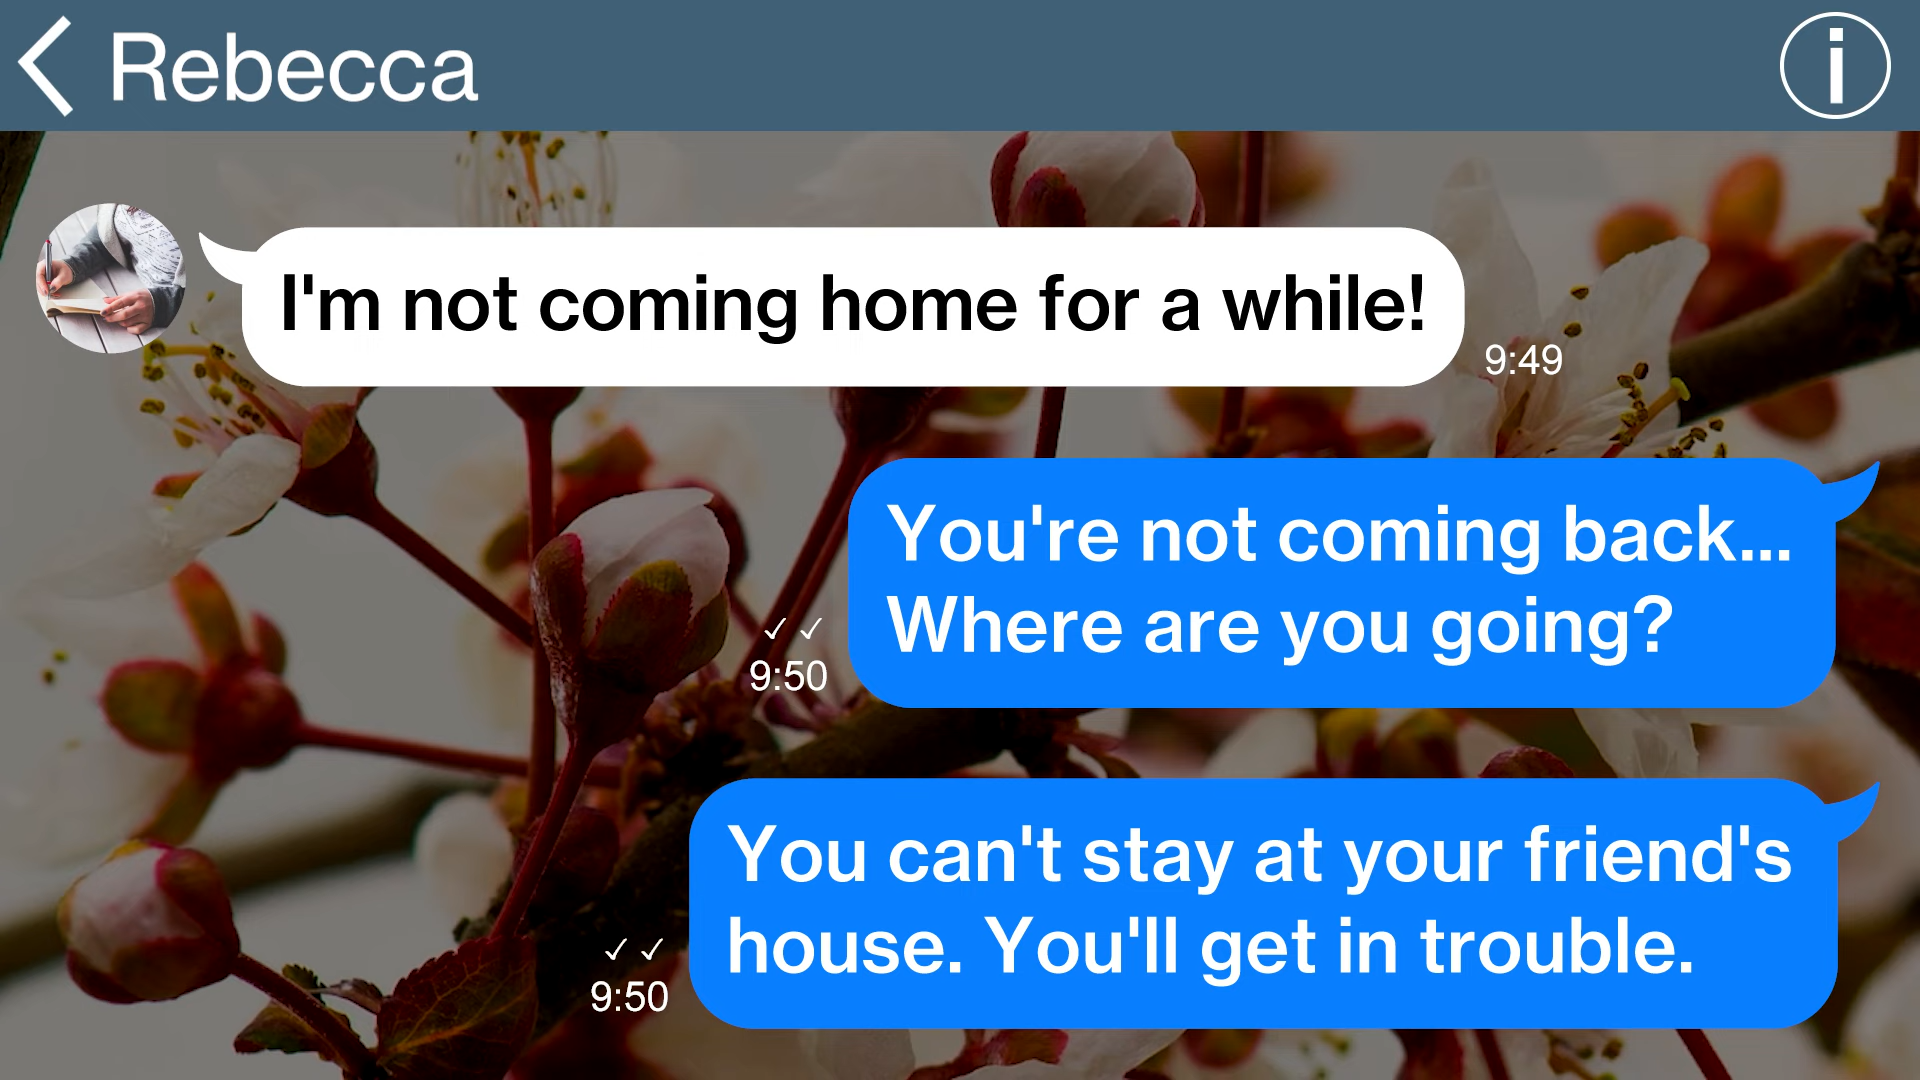 Rebecca
i
I'm not coming home for a while!
9:49
You're not coming back...
Where are you going?
✓ ✓
9:50
You can't stay at your friend's
house. You'll get in trouble.
✓ ✓
9:50